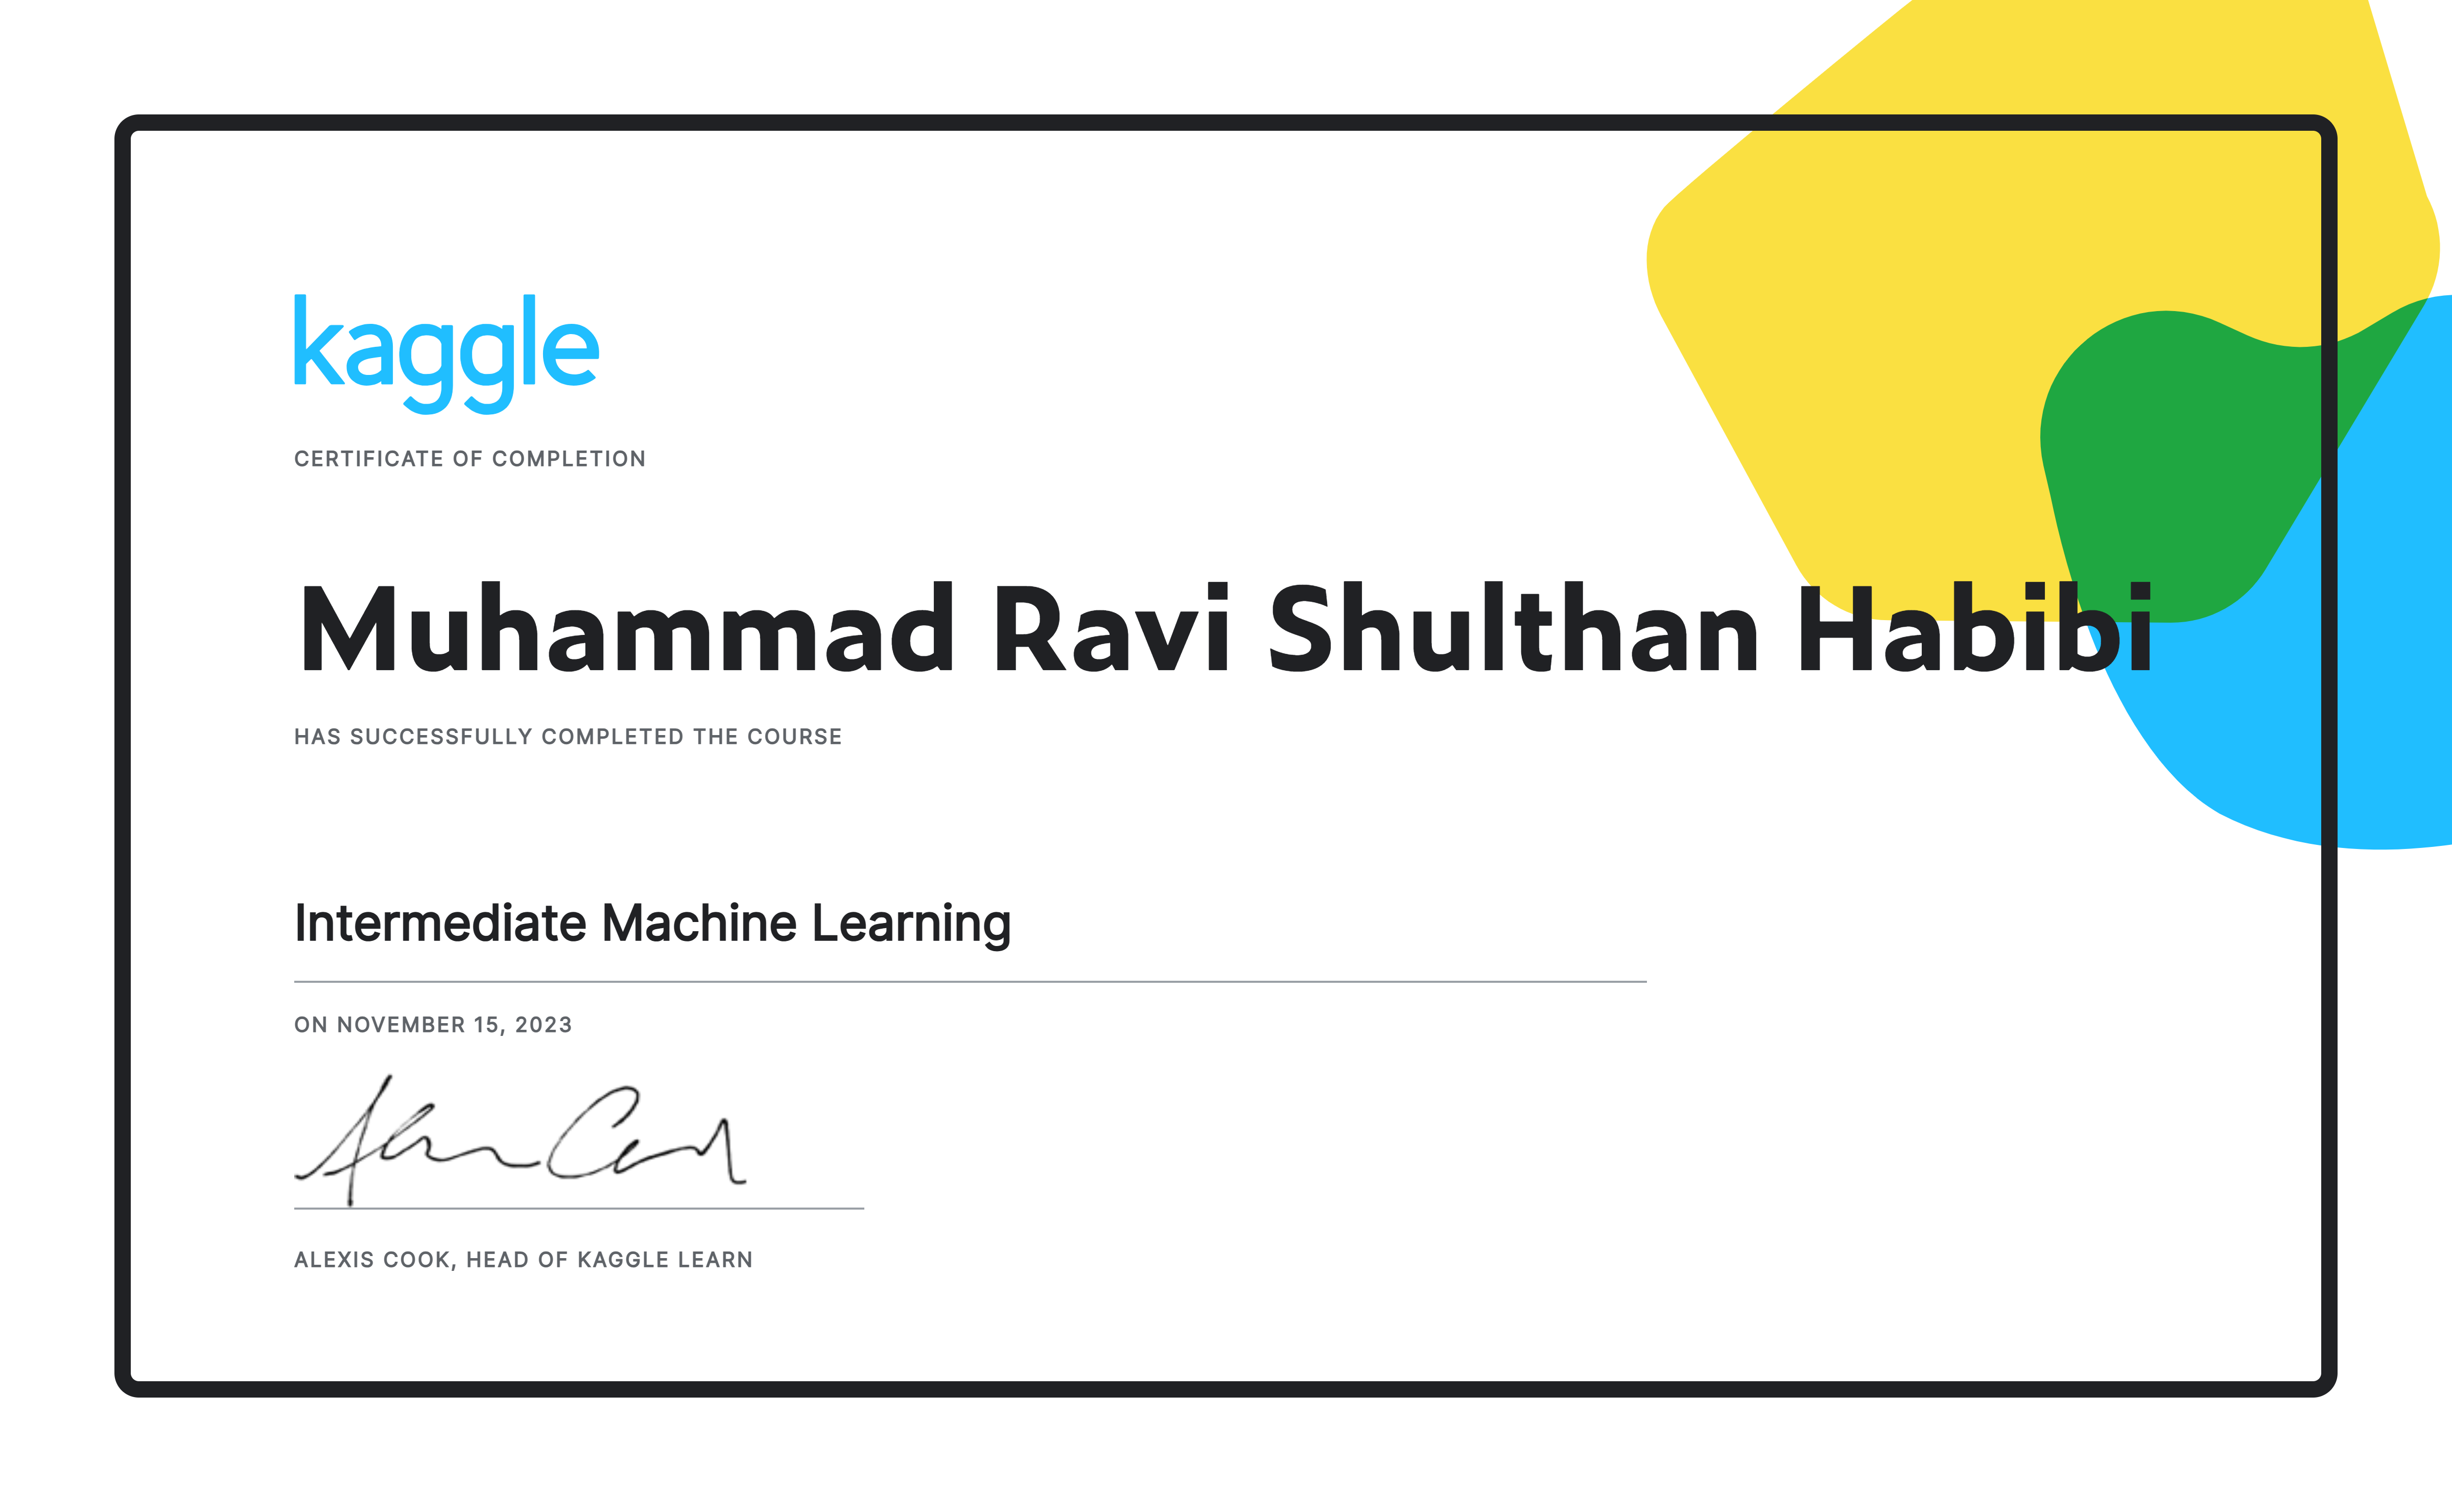 kaggle
CERTIFICATE OF COMPLETION
Muhammad Ravi Shulthan Habibi
HAS SUCCESSFULLY COMPLETED THE COURSE
Intermediate Machine Learning
ON NOVEMBER 15, 2023
ALEXIS COOK, HEAD OF KAGGLE LEARN